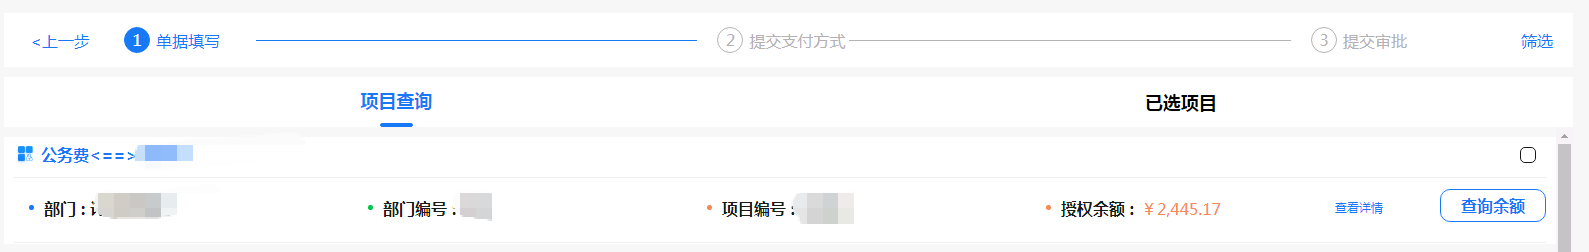 <上一步 1 单据填写 2 提交支付方式 3 提交审批 筛选
项目查询 已选项目
公务费<==>
部门： 部门编号： 项目编号： 授权余额：￥2,445.17 查看详情 查询余额